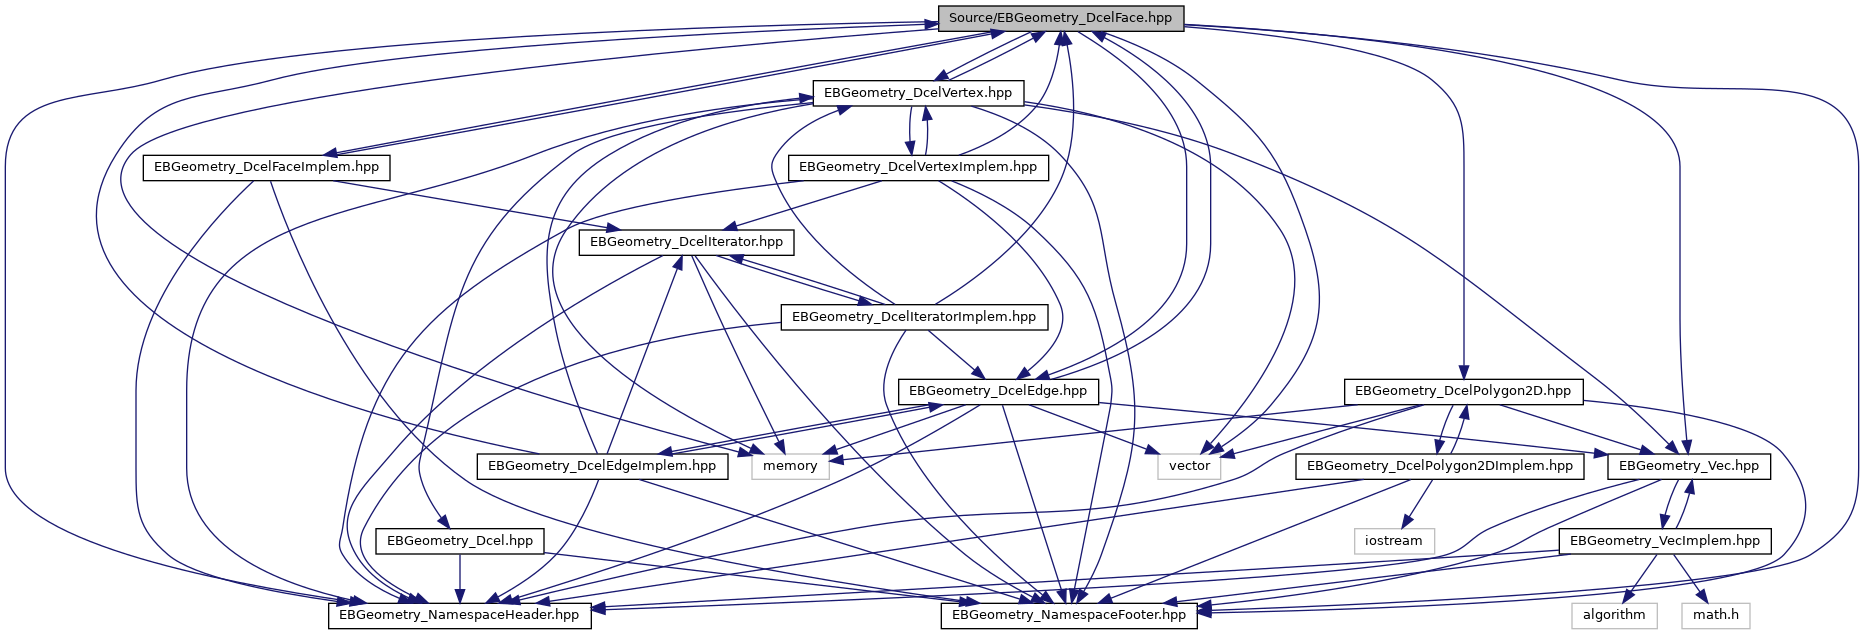 Source/EBGeometry_DcelFace.hpp
EBGeometry_DcelVertex.hpp
EBGeometry_DcelFaceImplem.hpp
EBGeometry_DcelVertexImplem.hpp
EBGeometry_DcelIterator.hpp
EBGeometry_DcelIteratorImplem.hpp
EBGeometry_DcelEdge.hpp
EBGeometry_DcelPolygon2D.hpp
EBGeometry_DcelEdgeImplem.hpp
memory
vector
EBGeometry_DcelPolygon2DImplem.hpp
EBGeometry_Vec.hpp
EBGeometry_Dcel.hpp
iostream
EBGeometry_VecImplem.hpp
EBGeometry_NamespaceHeader.hpp
EBGeometry_NamespaceFooter.hpp
algorithm
math.h